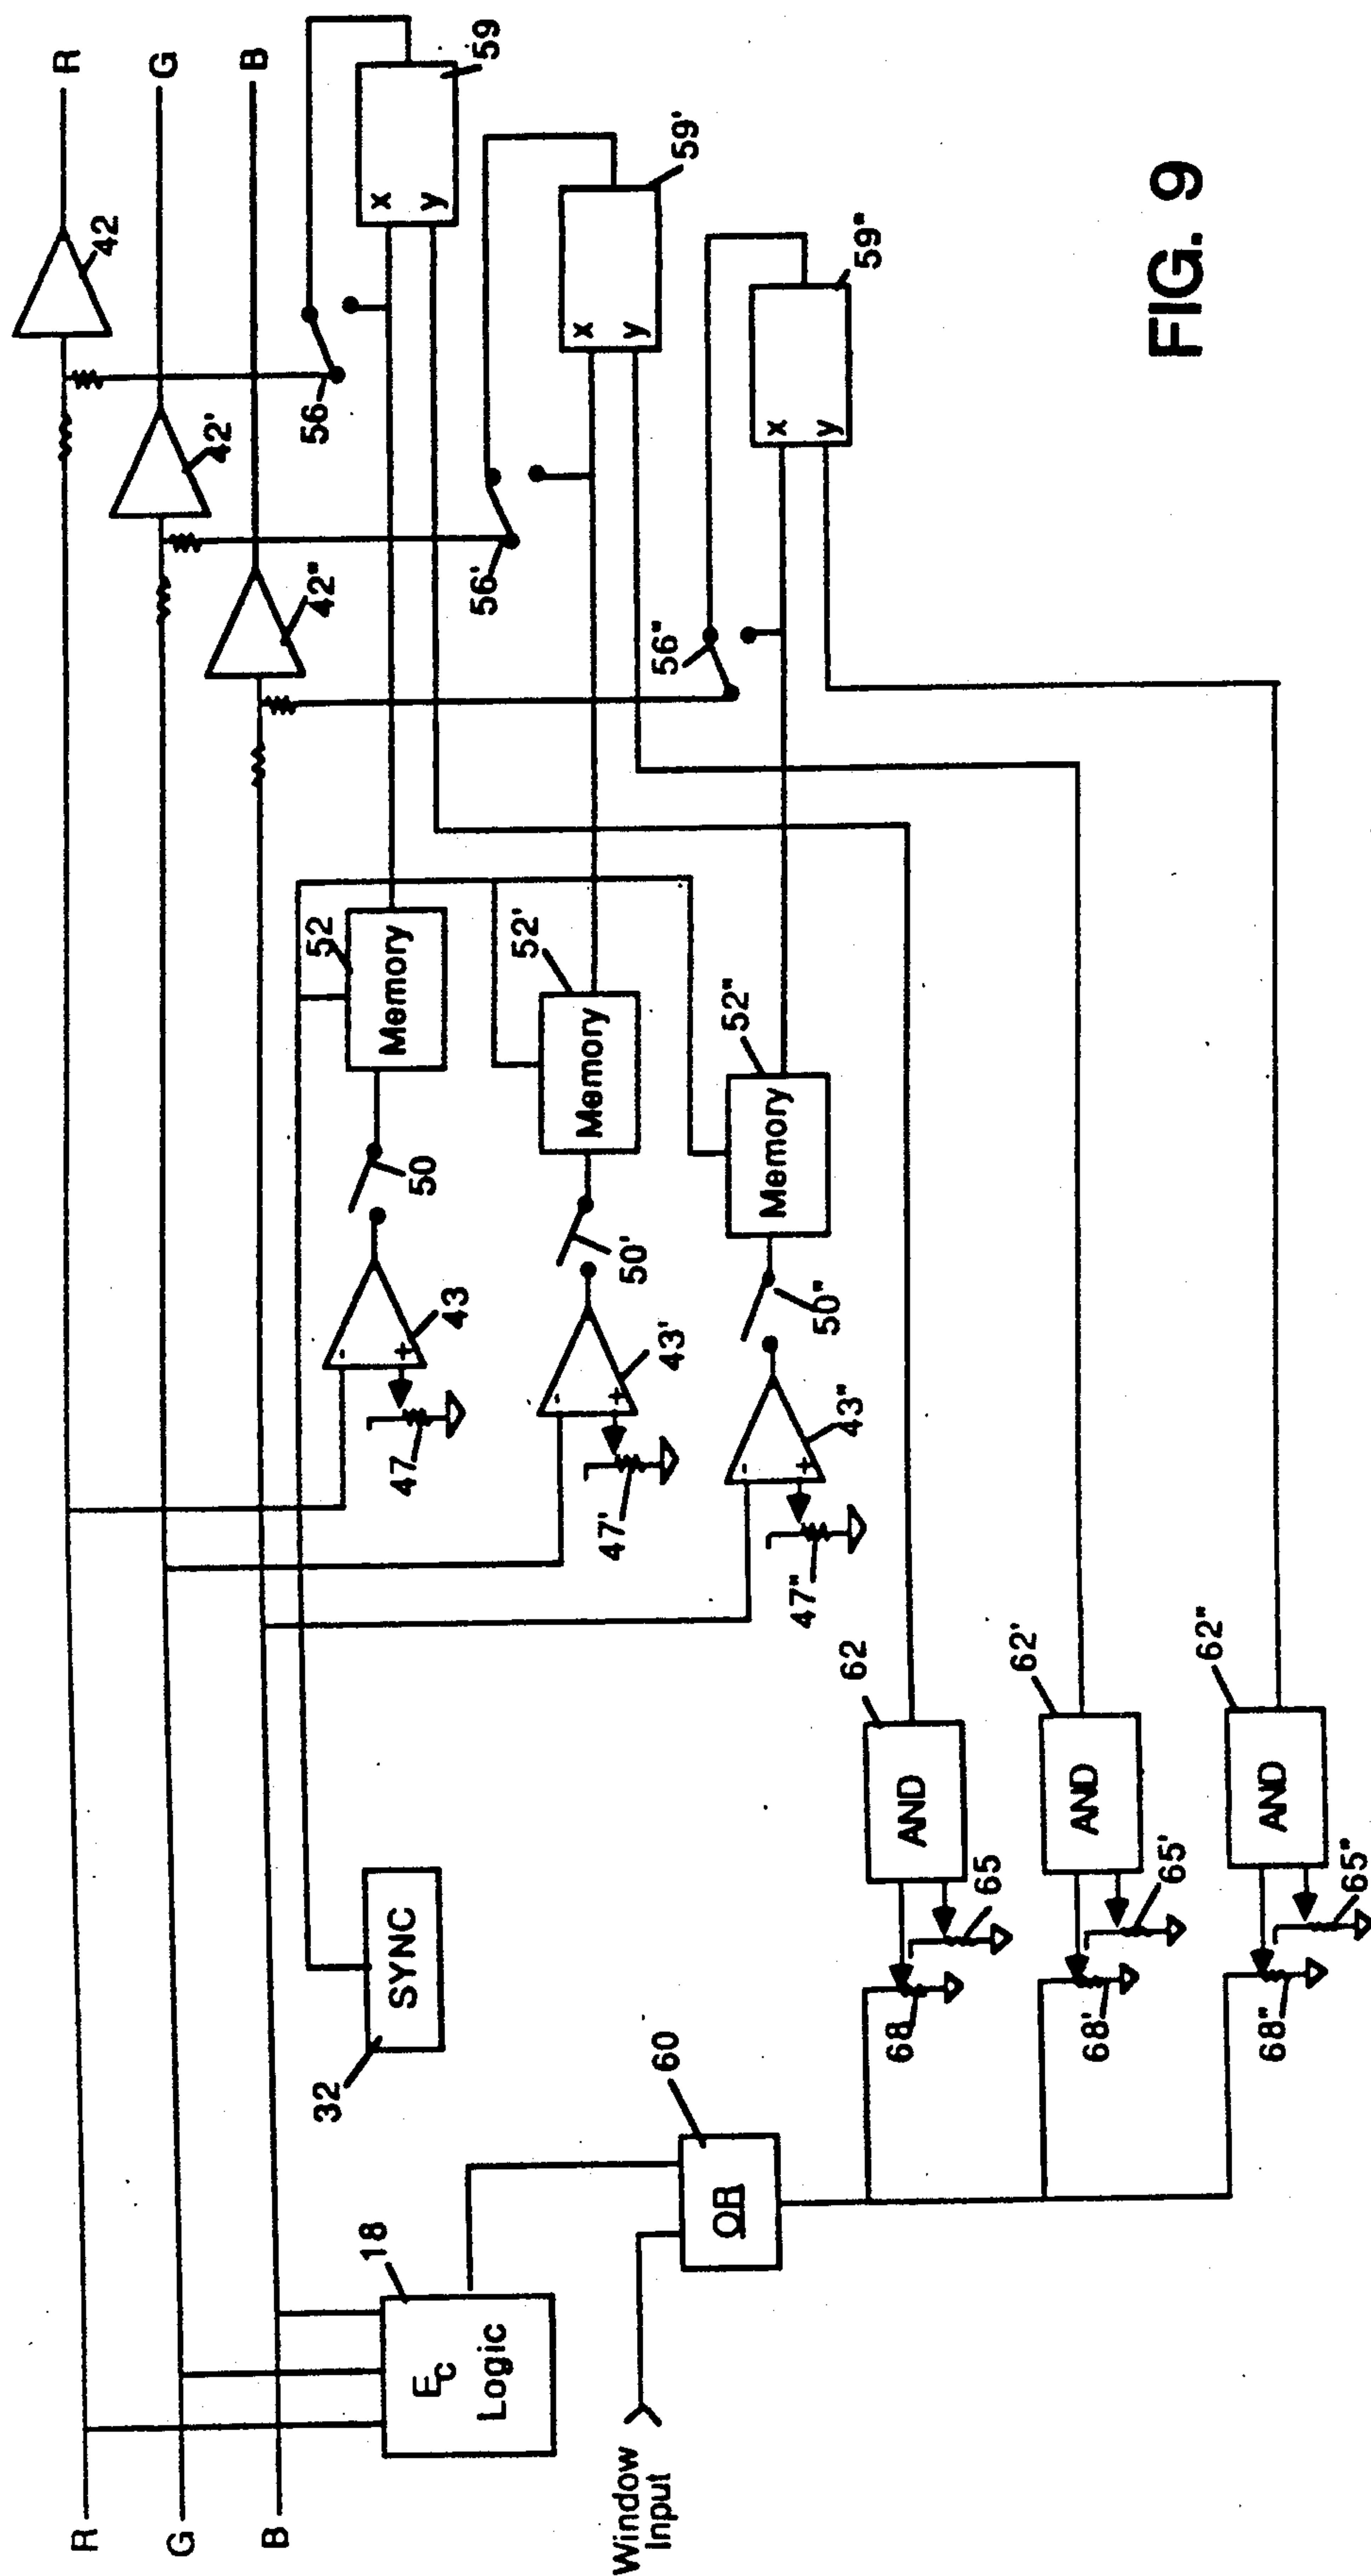 R
G
B
42
42'
42"
56
56'
56"
x
y
59
x
y
59'
x
y
59"
52
Memory
52'
Memory
52"
Memory
50
50'
50"
-
+
43
-
+
43'
-
+
43"
47
47'
47"
SYNC
32
62
AND
62'
AND
62"
AND
65
65'
65"
68
68'
68"
60
OR
18
EC
Logic
Window
Input
R
G
B
FIG. 9